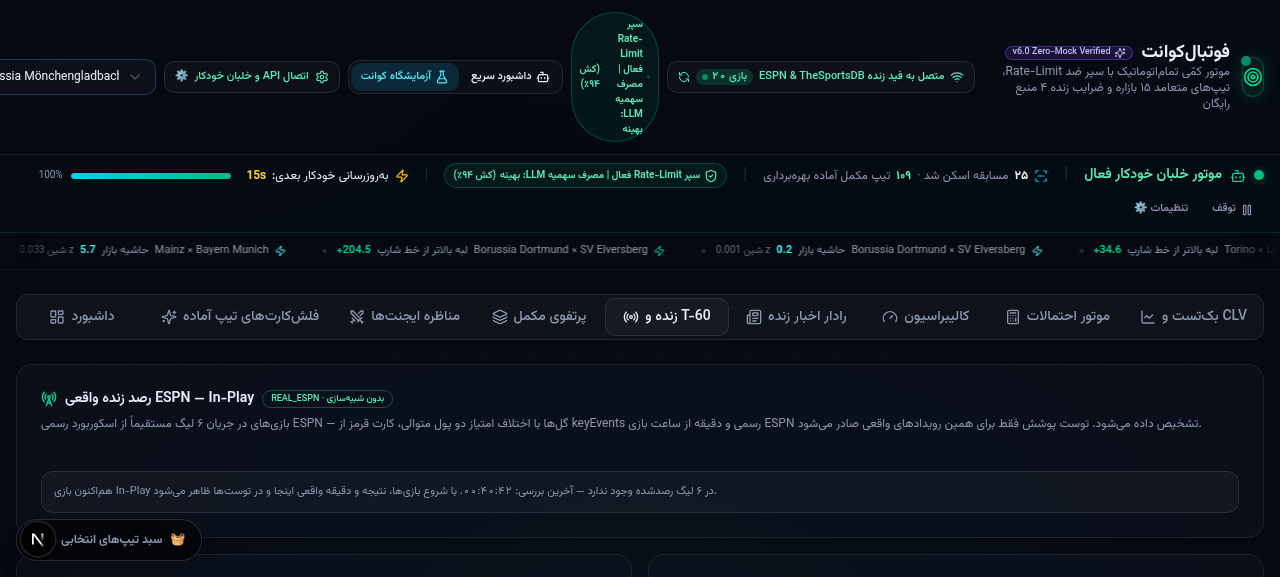 فوتبال‌کوانت
v6.0 Zero-Mock Verified
موتور کمّی تمام‌اتوماتیک با سپر ضد Rate-Limit،
تیپ‌های متعامد ۱۵ بازاره و ضرایب زنده ۴ منبع
رایگان
متصل به فید زنده ESPN & TheSportsDB
۲۰ بازی
سپر
Rate-
Limit
فعال |
مصرف
سهمیه
LLM:
بهینه
(کش
۹۴٪)
داشبورد سریع
آزمایشگاه کوانت
اتصال API و خلبان خودکار ⚙️
ssia Mönchengladbach
موتور خلبان خودکار فعال
۲۵ مسابقه اسکن شد · ۱۰۹ تیپ مکمل آماده بهره‌برداری
سپر Rate-Limit فعال | مصرف سهمیه LLM: بهینه (کش ۹۴٪)
به‌روزرسانی خودکار بعدی: 15s
100%
توقف
تنظیمات ⚙️
Torino × L لبه بالاتر از خط شارپ +34.6
Borussia Dortmund × SV Elversberg حاشیه بازار 0.2 z شین 0.001
Borussia Dortmund × SV Elversberg لبه بالاتر از خط شارپ +204.5
Mainz × Bayern Munich حاشیه بازار 5.7 z شین 0.033
بک‌تست و CLV
موتور احتمالات
کالیبراسیون
رادار اخبار زنده
زنده و T-60
پرتفوی مکمل
مناظره ایجنت‌ها
فلش‌کارت‌های تیپ آماده
داشبورد
رصد زنده واقعی ESPN — In-Play
REAL_ESPN · بدون شبیه‌سازی
بازی‌های در جریان ۶ لیگ مستقیماً از اسکوربورد رسمی ESPN — گل‌ها با اختلاف امتیاز دو پول متوالی، کارت قرمز از keyEvents رسمی و دقیقه از ساعت بازی ESPN تشخیص داده می‌شود. توست پوشش فقط برای همین رویدادهای واقعی صادر می‌شود.
هم‌اکنون بازی In-Play در ۶ لیگ رصدشده وجود ندارد — آخرین بررسی: ۰۰:۴۰:۴۲. با شروع بازی‌ها، نتیجه و دقیقه واقعی اینجا و در توست‌ها ظاهر می‌شود.
🧺 سبد تیپ‌های انتخابی
N